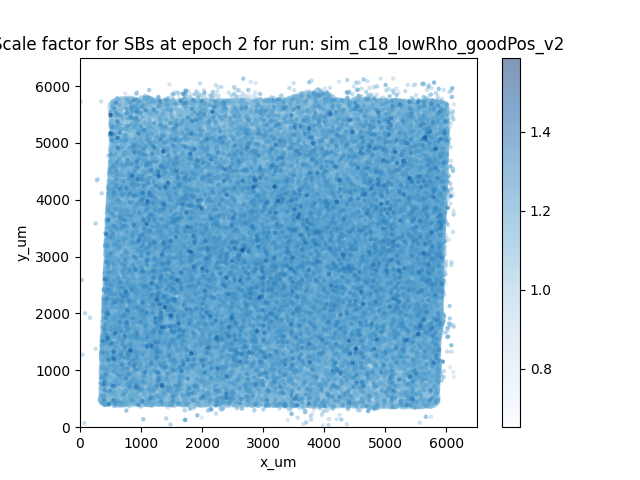 Scale factor for SBs at epoch 2 for run: sim_c18_lowRho_goodPos_v2
6000
5000
4000
3000
2000
1000
0
y_um
0 1000 2000 3000 4000 5000 6000
x_um
1.4
1.2
1.0
0.8